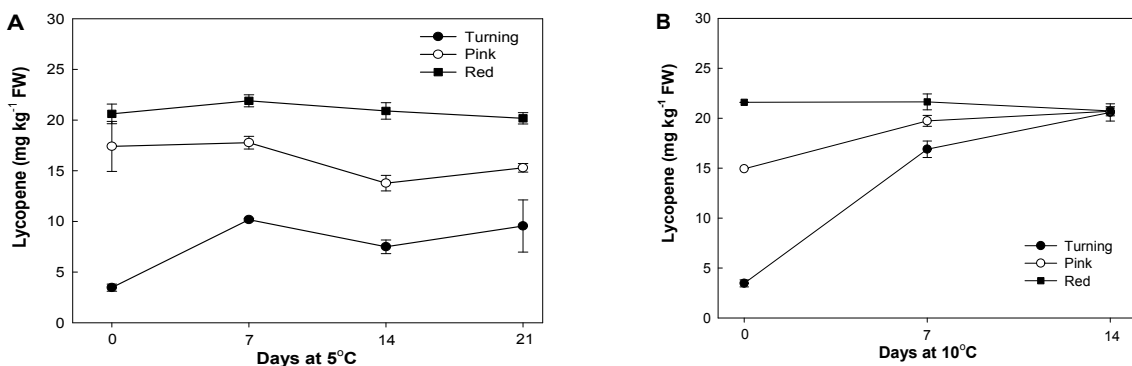 A
30
25
20
15
10
5
0
Lycopene (mg kg⁻¹ FW)
Turning
Pink
Red
0 7 14 21
Days at 5°C
B
30
25
20
15
10
5
0
Lycopene (mg kg⁻¹ FW)
Turning
Pink
Red
0 7 14
Days at 10°C